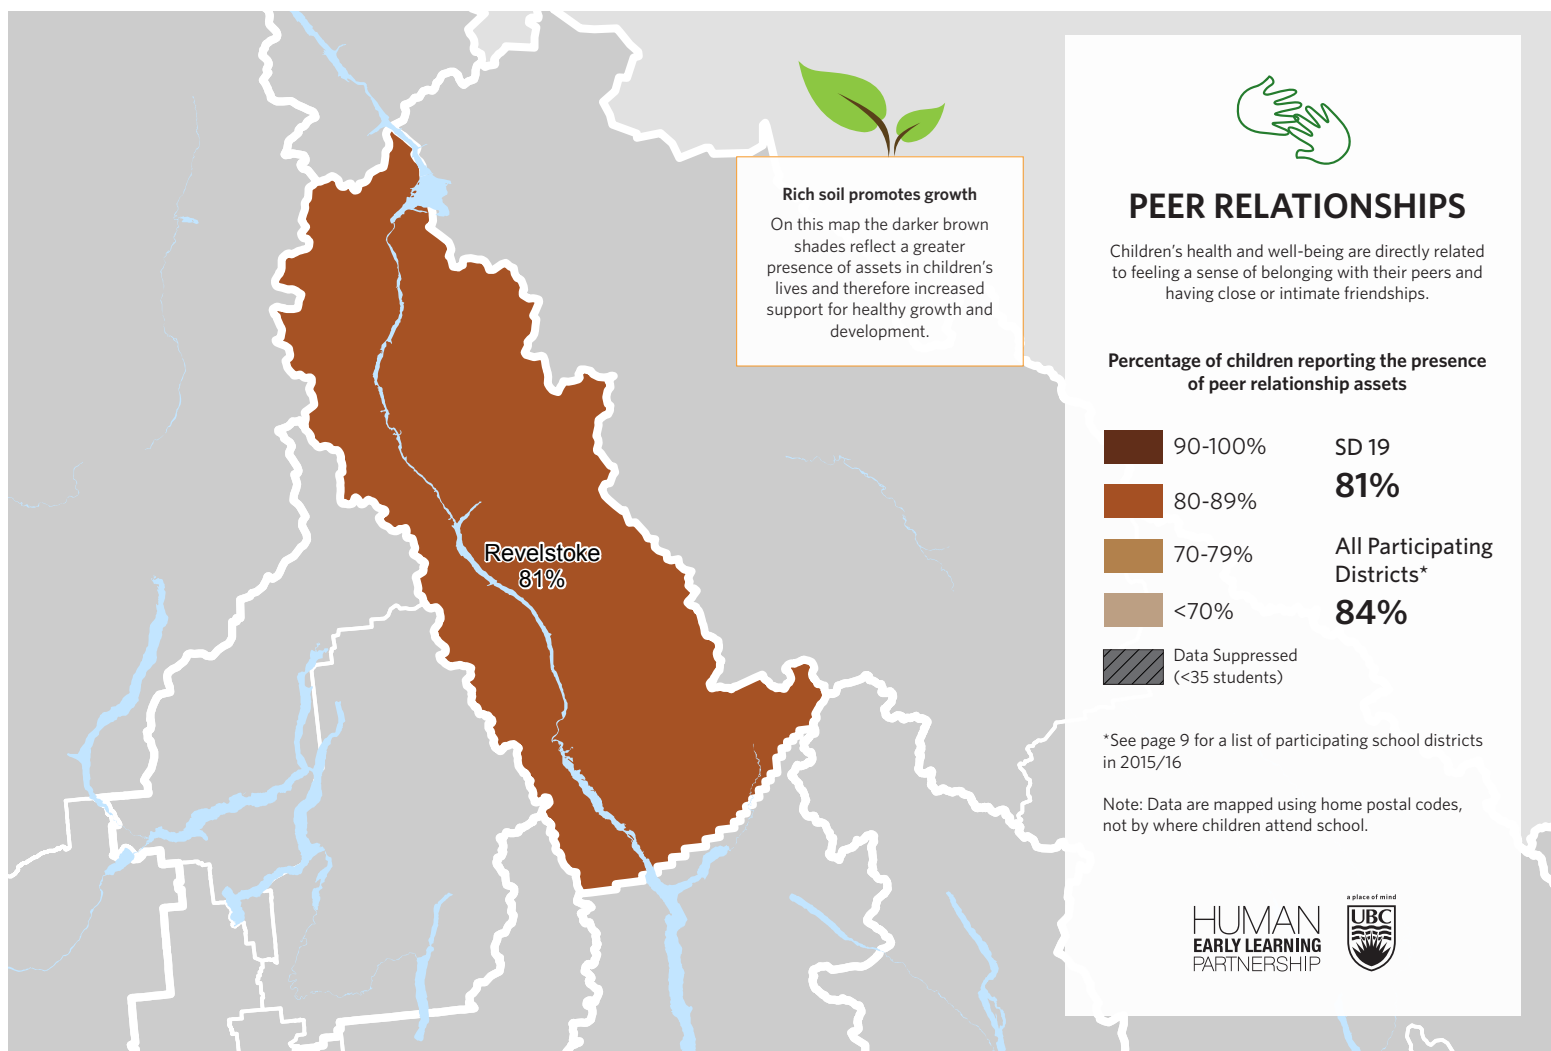 Rich soil promotes growth
On this map the darker brown
shades reflect a greater
presence of assets in children’s
lives and therefore increased
support for healthy growth and
development.
Revelstoke
81%
PEER RELATIONSHIPS
Children’s health and well-being are directly related
to feeling a sense of belonging with their peers and
having close or intimate friendships.
Percentage of children reporting the presence
of peer relationship assets
90-100%
80-89%
70-79%
<70%
Data Suppressed
(<35 students)
SD 19
81%
All Participating
Districts*
84%
*See page 9 for a list of participating school districts
in 2015/16
Note: Data are mapped using home postal codes,
not by where children attend school.
HUMAN
EARLY LEARNING
PARTNERSHIP
a place of mind
UBC